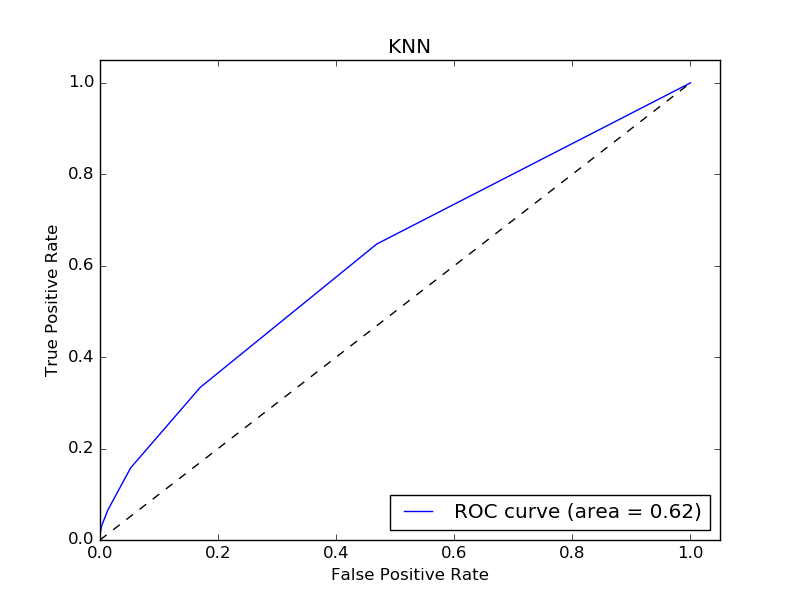 KNN
True Positive Rate
1.0
0.8
0.6
0.4
0.2
0.0
0.0 0.2 0.4 0.6 0.8 1.0
False Positive Rate
ROC curve (area = 0.62)